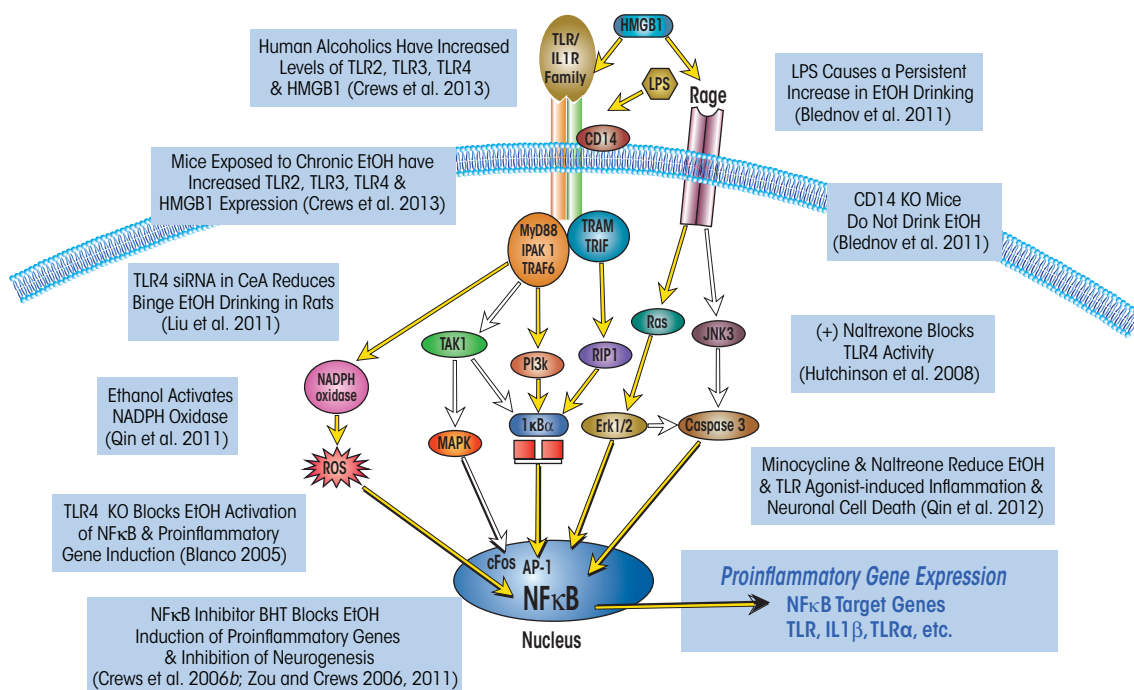 HMGB1
TLR/
IL1R
Family
LPS
Rage
CD14
Human Alcoholics Have Increased
Levels of TLR2, TLR3, TLR4
& HMGB1 (Crews et al. 2013)
LPS Causes a Persistent
Increase in EtOH Drinking
(Blednov et al. 2011)
Mice Exposed to Chronic EtOH have
Increased TLR2, TLR3, TLR4 &
HMGB1 Expression (Crews et al. 2013)
CD14 KO Mice
Do Not Drink EtOH
(Blednov et al. 2011)
MyD88
IPAK 1
TRAF6
TRAM
TRIF
TLR4 siRNA in CeA Reduces
Binge EtOH Drinking in Rats
(Liu et al. 2011)
TAK1
PI3k
RIP1
Ras
JNK3
(+) Naltrexone Blocks
TLR4 Activity
(Hutchinson et al. 2008)
NADPH
oxidase
Ethanol Activates
NADPH Oxidase
(Qin et al. 2011)
ROS
MAPK
1κBα
Erk1/2
Caspase 3
Minocycline & Naltreone Reduce EtOH
& TLR Agonist-induced Inflammation &
Neuronal Cell Death (Qin et al. 2012)
TLR4 KO Blocks EtOH Activation
of NFκB & Proinflammatory
Gene Induction (Blanco 2005)
cFos
AP-1
NFκB
Nucleus
Proinflammatory Gene Expression
NFκB Target Genes
TLR, IL1β, TLRα, etc.
NFκB Inhibitor BHT Blocks EtOH
Induction of Proinflammatory Genes
& Inhibition of Neurogenesis
(Crews et al. 2006b; Zou and Crews 2006, 2011)